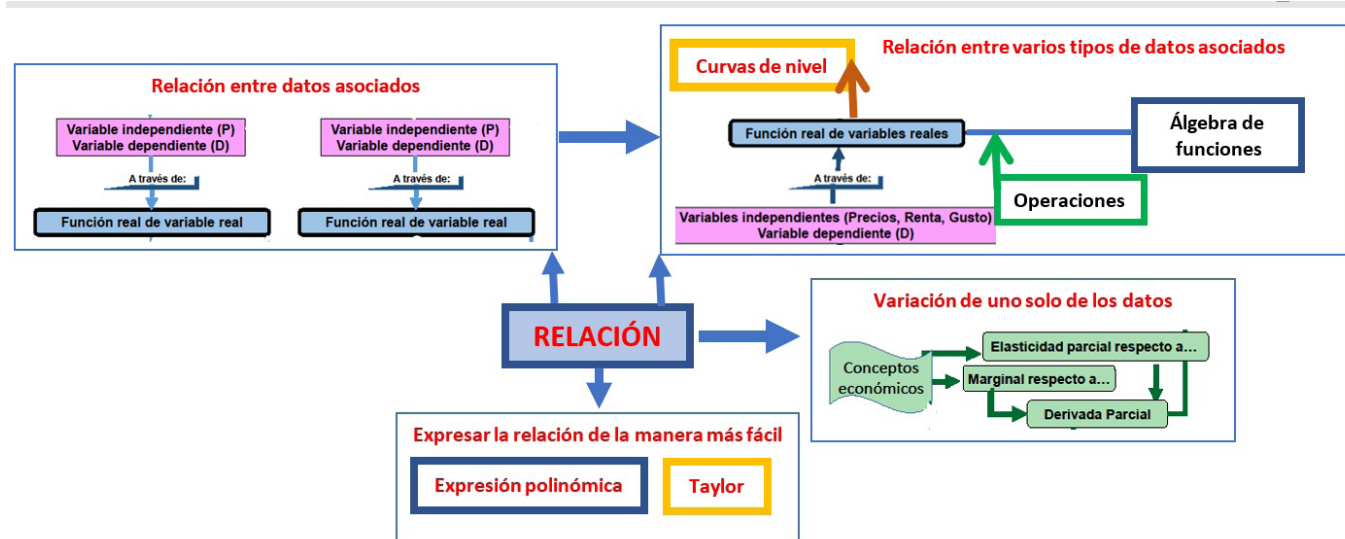 Relación entre datos asociados
Variable independiente (P)
Variable dependiente (D)
A través de:
Función real de variable real
Variable independiente (P)
Variable dependiente (D)
A través de:
Función real de variable real
Relación entre varios tipos de datos asociados
Curvas de nivel
Función real de variables reales
Álgebra de
funciones
A través de:
Operaciones
Variables independientes (Precios, Renta, Gusto)
Variable dependiente (D)
RELACIÓN
Variación de uno solo de los datos
Conceptos
económicos
Elasticidad parcial respecto a...
Marginal respecto a...
Derivada Parcial
Expresar la relación de la manera más fácil
Expresión polinómica
Taylor